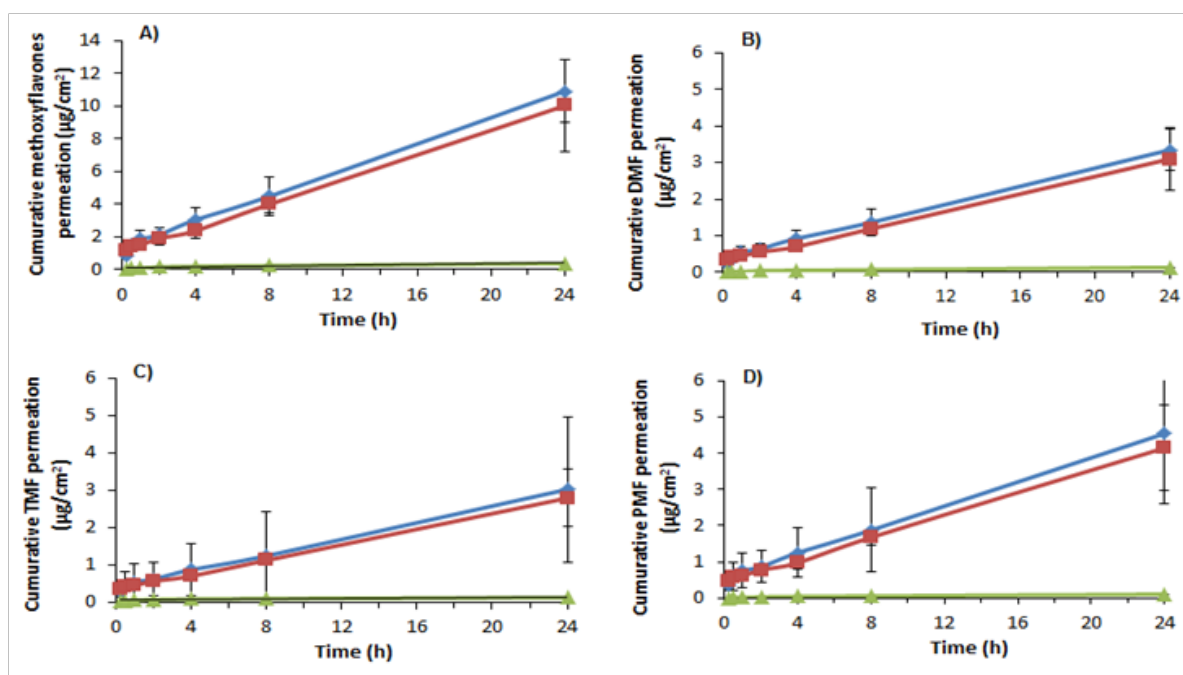 A)
Cumurative methoxyflavones
permeation (µg/cm²)
14
12
10
8
6
4
2
0
0 4 8 12 16 20 24
Time (h)
B)
Cumurative DMF permeation
(µg/cm²)
6
5
4
3
2
1
0
0 4 8 12 16 20 24
Time (h)
C)
Cumurative TMF permeation
(µg/cm²)
6
5
4
3
2
1
0
0 4 8 12 16 20 24
Time (h)
D)
Cumurative PMF permeation
(µg/cm²)
6
5
4
3
2
1
0
0 4 8 12 16 20 24
Time (h)